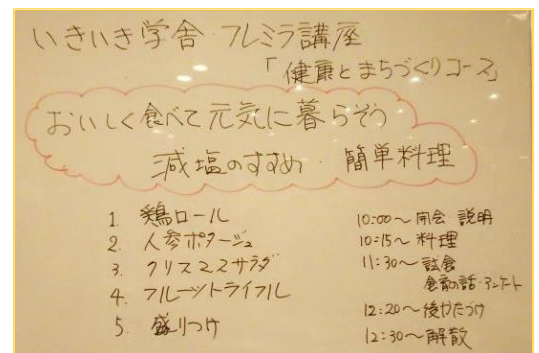 いきいき学舎・フレミラ講座
「健康とまちづくりコース」
おいしく食べて元気に暮らそう
減塩のすすめ 簡単料理
1. 鶏ロール
2. 人参ポタージュ
3. クリスマスサラダ
4. フルーツトライフル
5. 盛りつけ
10:00〜 開会 説明
10:15〜 料理
11:30〜 試食
食育の話・アンケート
12:20〜 後かたづけ
12:30〜 解散